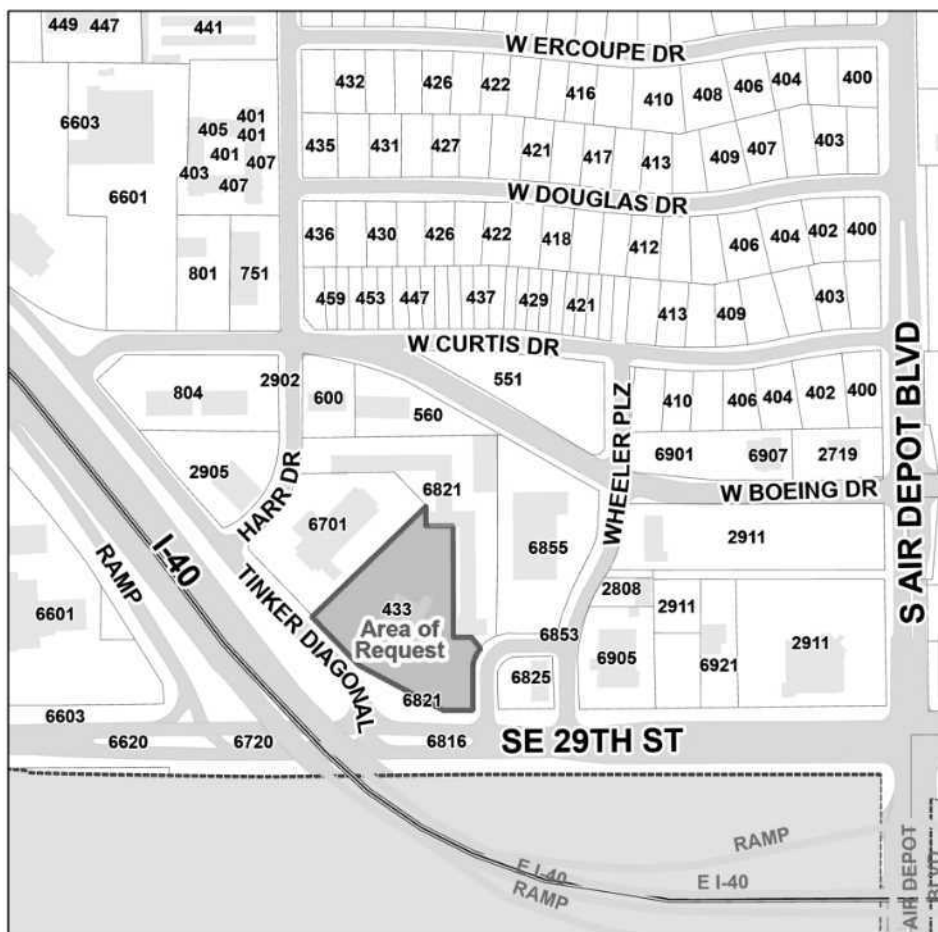 449 447 441
W ERCOUPE DR
432 426 422 416 410 408 406 404 400
6603
401
405 401
401 407
403 407
435 431 427 421 417 413 409 407 403
6601
W DOUGLAS DR
436 430 426 422 418 412 406 404 402 400
801 751
459 453 447 437 429 421 413 409 403
W CURTIS DR
S AIR DEPOT BLVD
804 2902 600 551
560
WHEELER PLZ
410 406 404 402 400
2905
6901 6907 2719
HARR DR
6821
W BOEING DR
6701
I-40
RAMP
6855
2911
TINKER DIAGONAL
6601
433
Area of
Request
2808
2911
6853
6905
6921
2911
6825
6821
6603
6620 6720 6816
SE 29TH ST
RAMP
E I-40
E I-40
RAMP
AIR DEPOT
BLVD